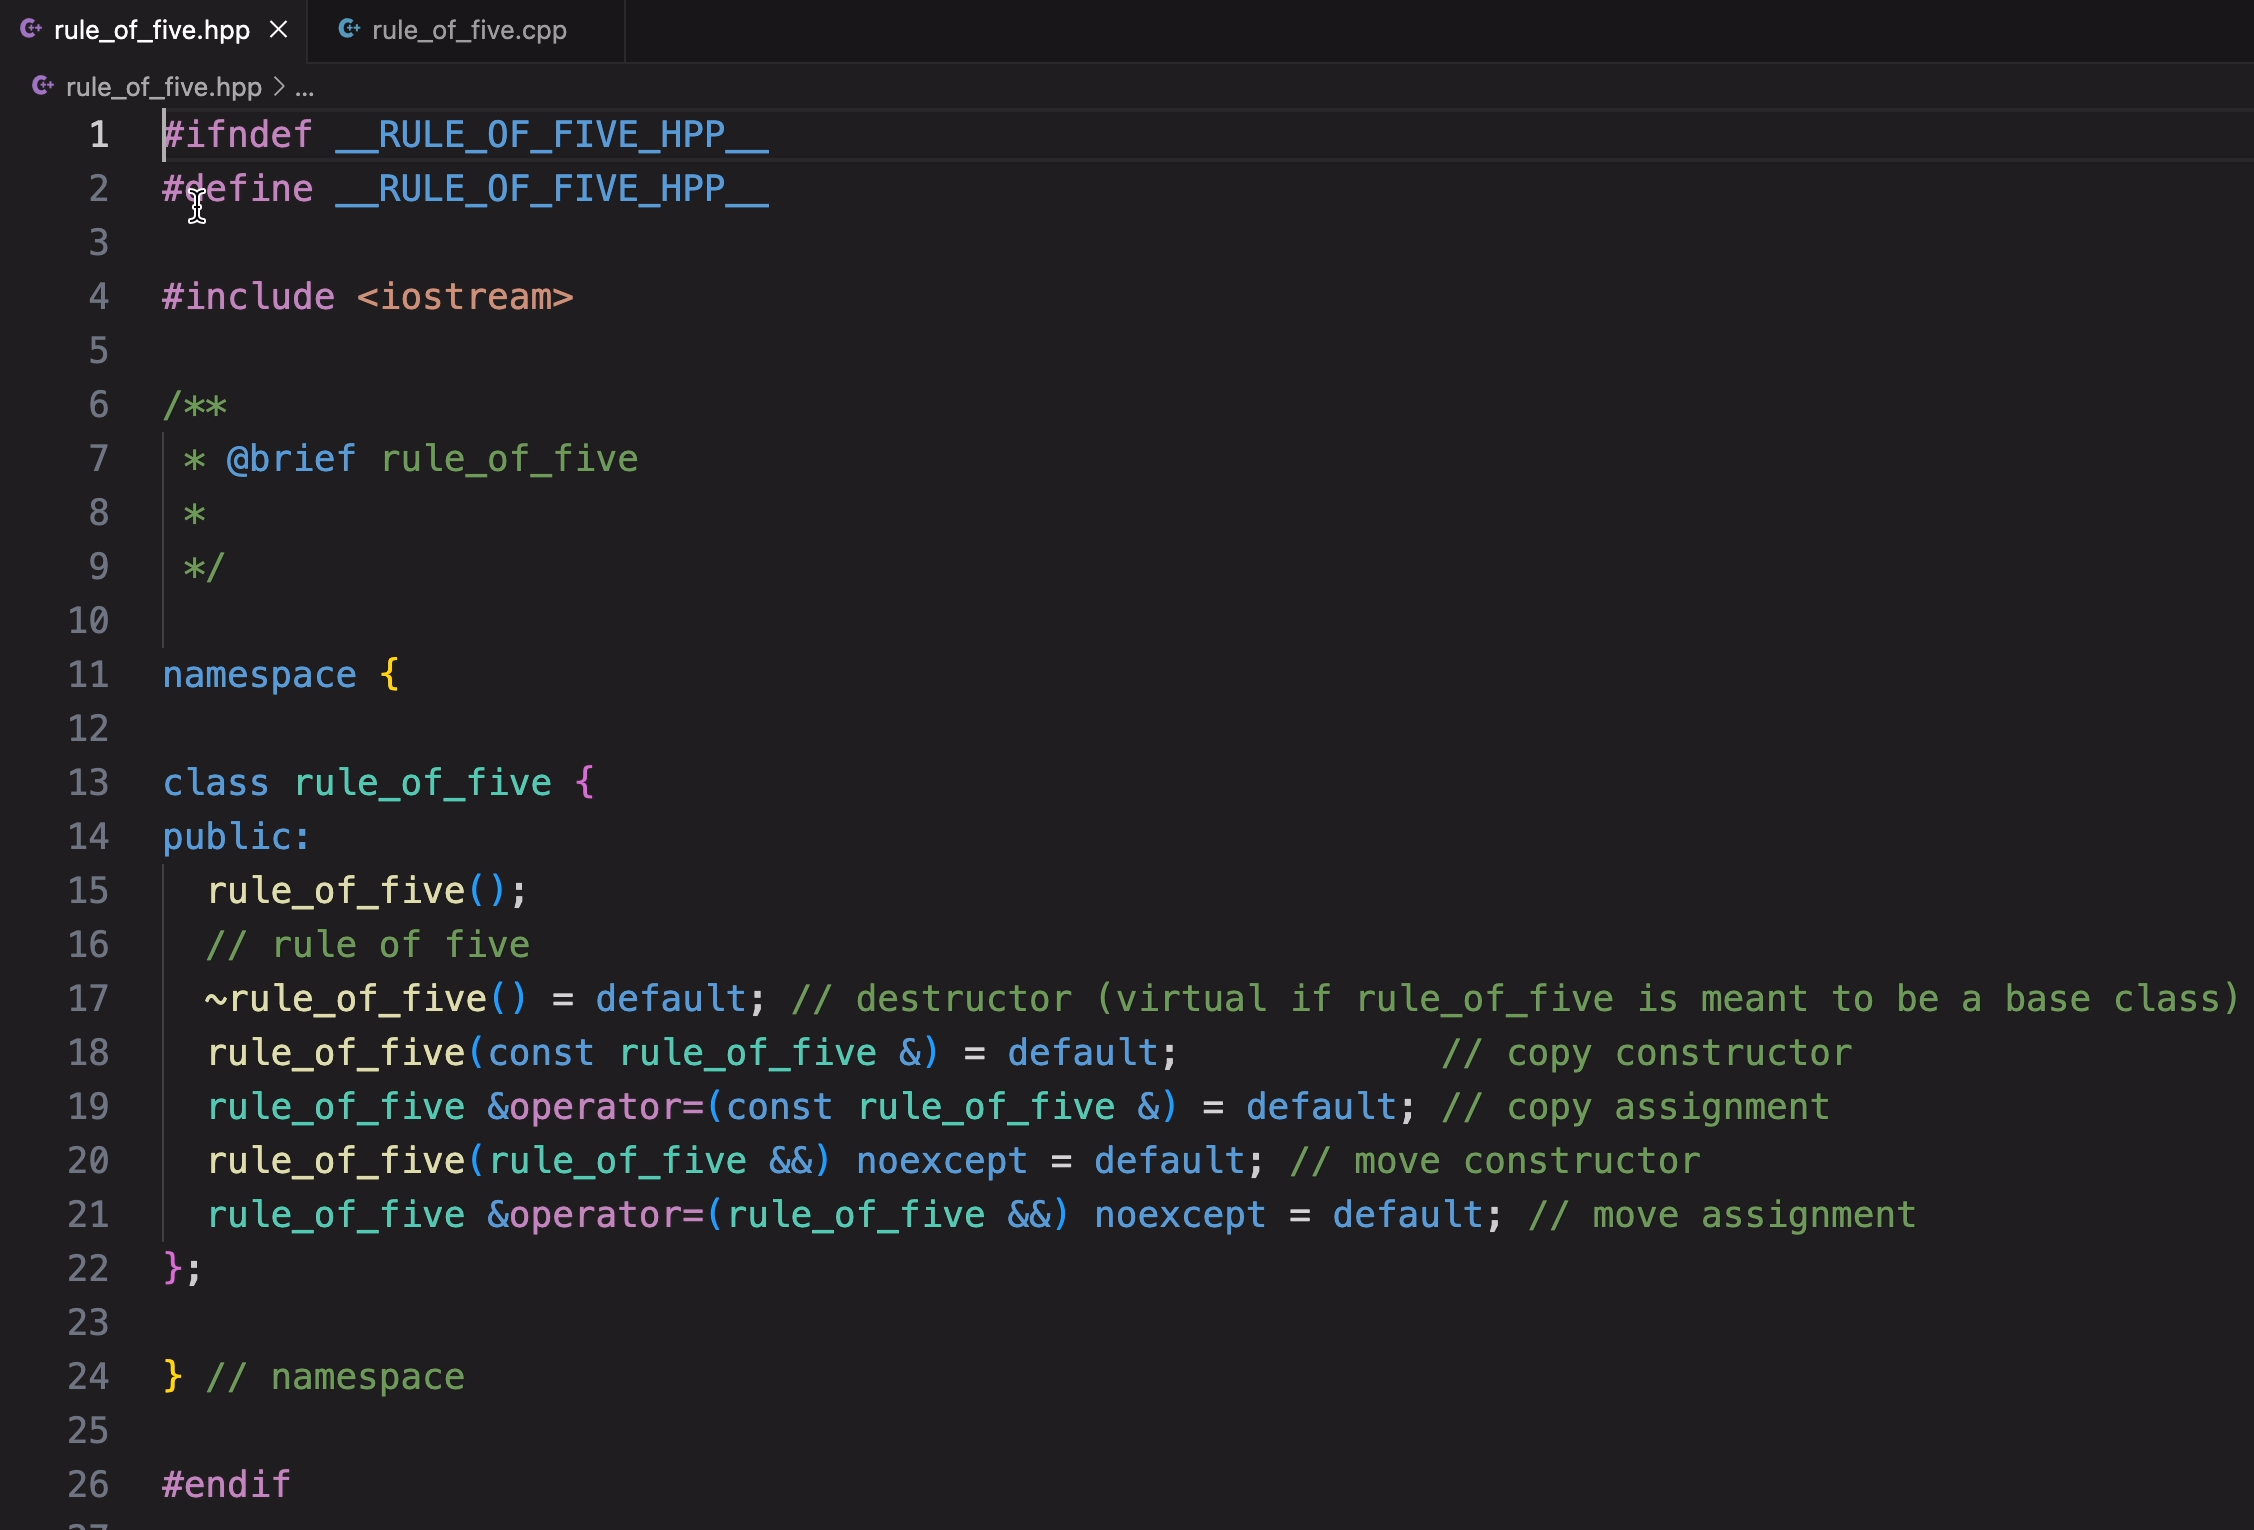 rule_of_five.hpp
rule_of_five.cpp
rule_of_five.hpp > ...
1 #ifndef __RULE_OF_FIVE_HPP__
2 #define __RULE_OF_FIVE_HPP__
3
4 #include <iostream>
5
6 /**
7 * @brief rule_of_five
8 *
9 */
10
11 namespace {
12
13 class rule_of_five {
14 public:
15 rule_of_five();
16 // rule of five
17 ~rule_of_five() = default; // destructor (virtual if rule_of_five is meant to be a base class)
18 rule_of_five(const rule_of_five &) = default;            // copy constructor
19 rule_of_five &operator=(const rule_of_five &) = default; // copy assignment
20 rule_of_five(rule_of_five &&) noexcept = default; // move constructor
21 rule_of_five &operator=(rule_of_five &&) noexcept = default; // move assignment
22 };
23
24 } // namespace
25
26 #endif